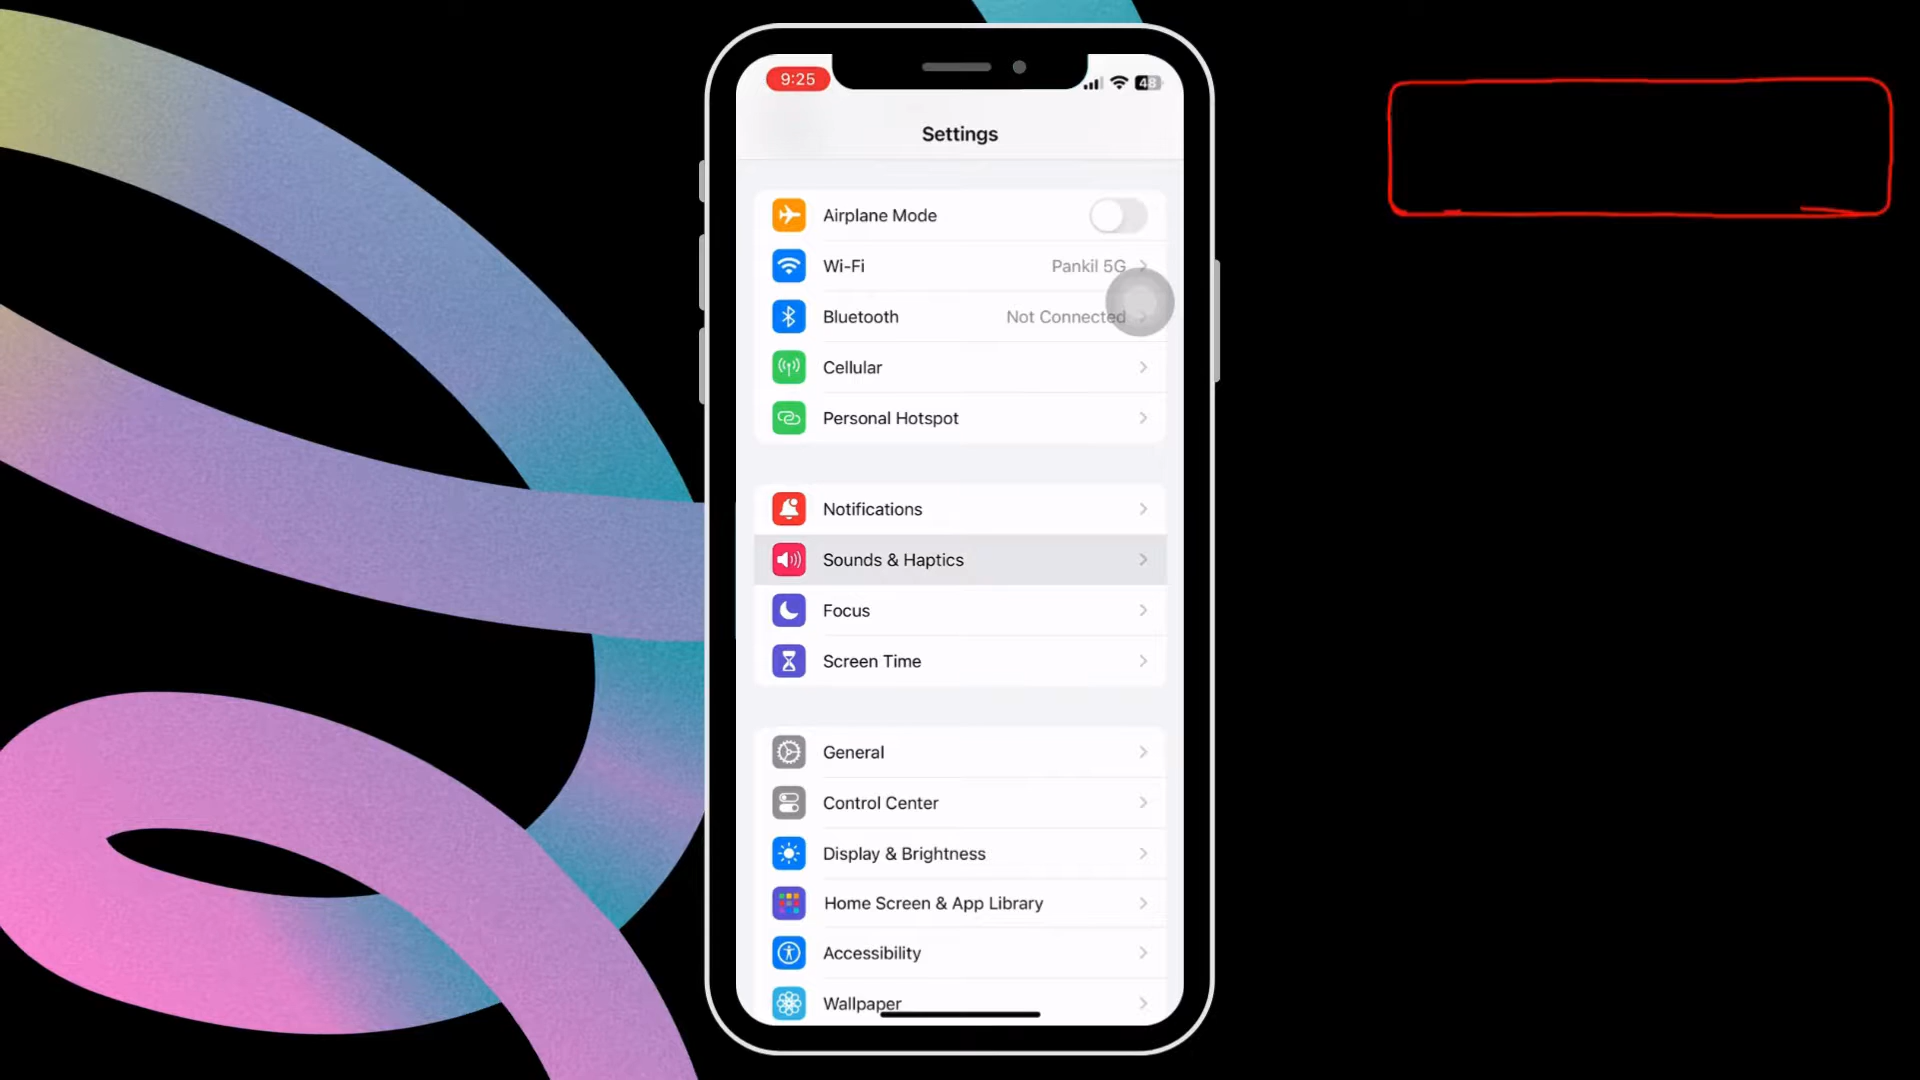 9:25
48
Settings
Airplane Mode
Wi-Fi Pankil 5G
Bluetooth Not Connected
Cellular
Personal Hotspot
Notifications
Sounds & Haptics
Focus
Screen Time
General
Control Center
Display & Brightness
Home Screen & App Library
Accessibility
Wallpaper